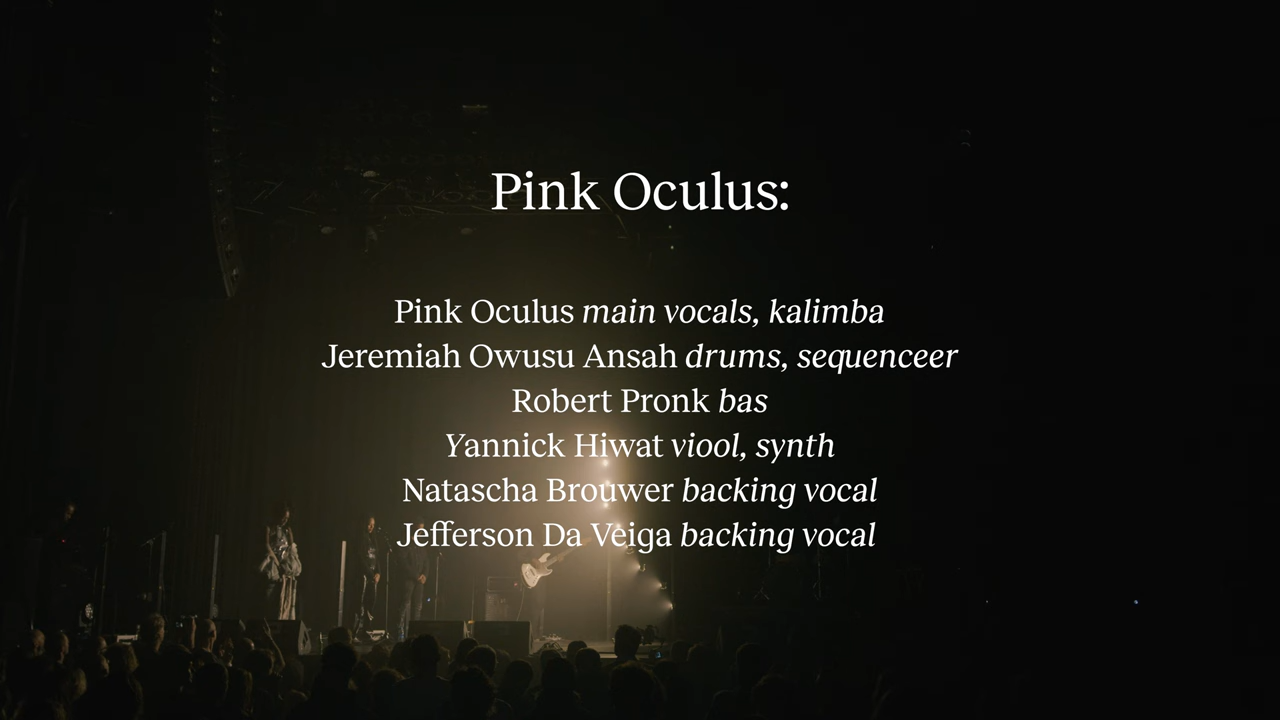 Pink Oculus:
Pink Oculus main vocals, kalimba
Jeremiah Owusu Ansah drums, sequenceer
Robert Pronk bas
Yannick Hiwat viool, synth
Natascha Brouwer backing vocal
Jefferson Da Veiga backing vocal